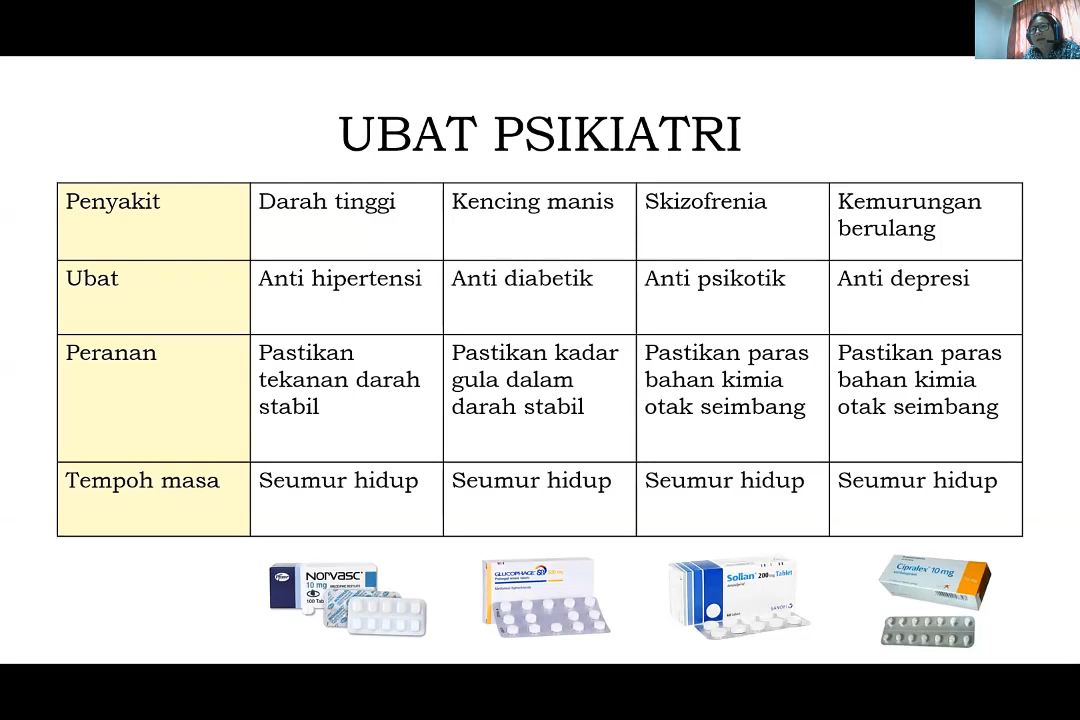 UBAT PSIKIATRI
Penyakit
Darah tinggi
Kencing manis
Skizofrenia
Kemurungan
berulang
Ubat
Anti hipertensi
Anti diabetik
Anti psikotik
Anti depresi
Peranan
Pastikan
tekanan darah
stabil
Pastikan kadar
gula dalam
darah stabil
Pastikan paras
bahan kimia
otak seimbang
Pastikan paras
bahan kimia
otak seimbang
Tempoh masa
Seumur hidup
Seumur hidup
Seumur hidup
Seumur hidup
Pfizer
NORVASC
10 mg
GLUCOPHAGE
Solian 200 mg Tablet
SANOFI
Cipralex 10 mg